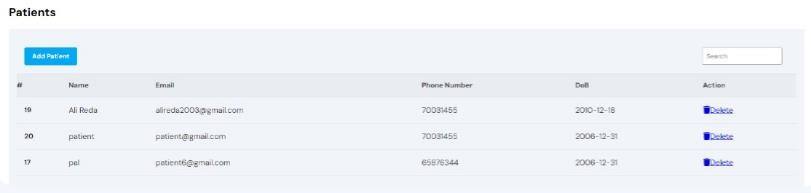 Patients
Add Patient
Search
# Name Email Phone Number DoB Action
19 Ali Reda alireda2003@gmail.com 70031455 2010-12-18 Delete
20 patient patient@gmail.com 70031455 2006-12-31 Delete
17 pal patient6@gmail.com 65876344 2006-12-31 Delete